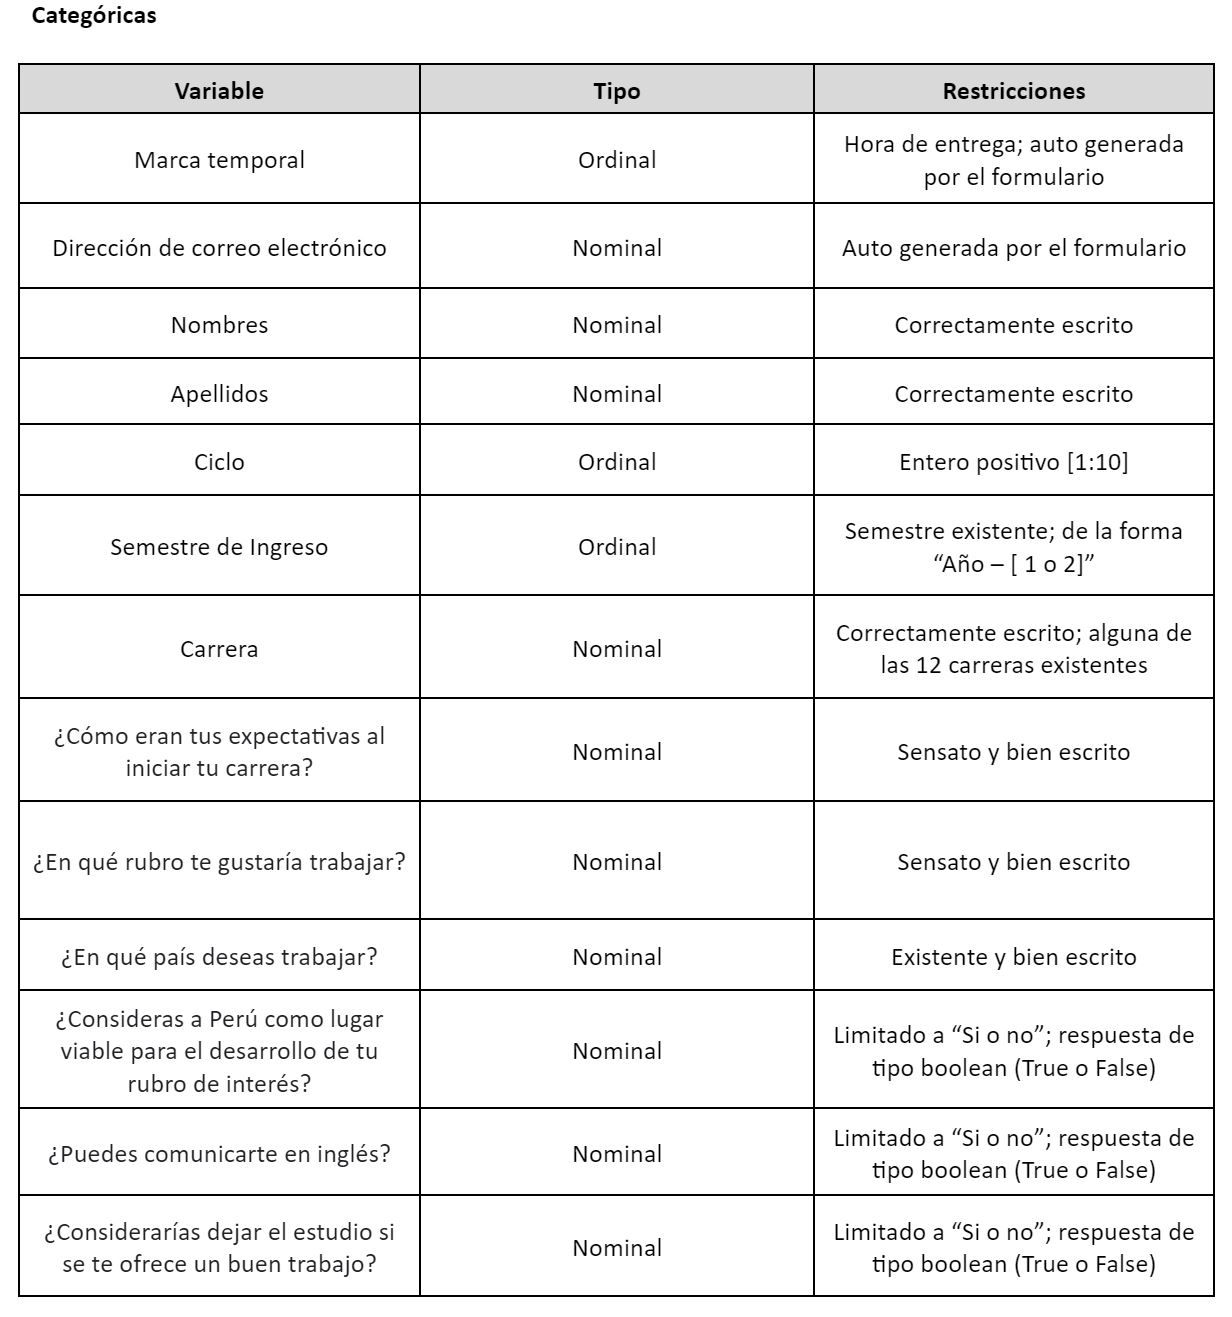 Categóricas
Variable
Tipo
Restricciones
Marca temporal
Ordinal
Hora de entrega; auto generada
por el formulario
Dirección de correo electrónico
Nominal
Auto generada por el formulario
Nombres
Nominal
Correctamente escrito
Apellidos
Nominal
Correctamente escrito
Ciclo
Ordinal
Entero positivo [1:10]
Semestre de Ingreso
Ordinal
Semestre existente; de la forma
“Año – [ 1 o 2]”
Carrera
Nominal
Correctamente escrito; alguna de
las 12 carreras existentes
¿Cómo eran tus expectativas al
iniciar tu carrera?
Nominal
Sensato y bien escrito
¿En qué rubro te gustaría trabajar?
Nominal
Sensato y bien escrito
¿En qué país deseas trabajar?
Nominal
Existente y bien escrito
¿Consideras a Perú como lugar
viable para el desarrollo de tu
rubro de interés?
Nominal
Limitado a “Si o no”; respuesta de
tipo boolean (True o False)
¿Puedes comunicarte en inglés?
Nominal
Limitado a “Si o no”; respuesta de
tipo boolean (True o False)
¿Considerarías dejar el estudio si
se te ofrece un buen trabajo?
Nominal
Limitado a “Si o no”; respuesta de
tipo boolean (True o False)